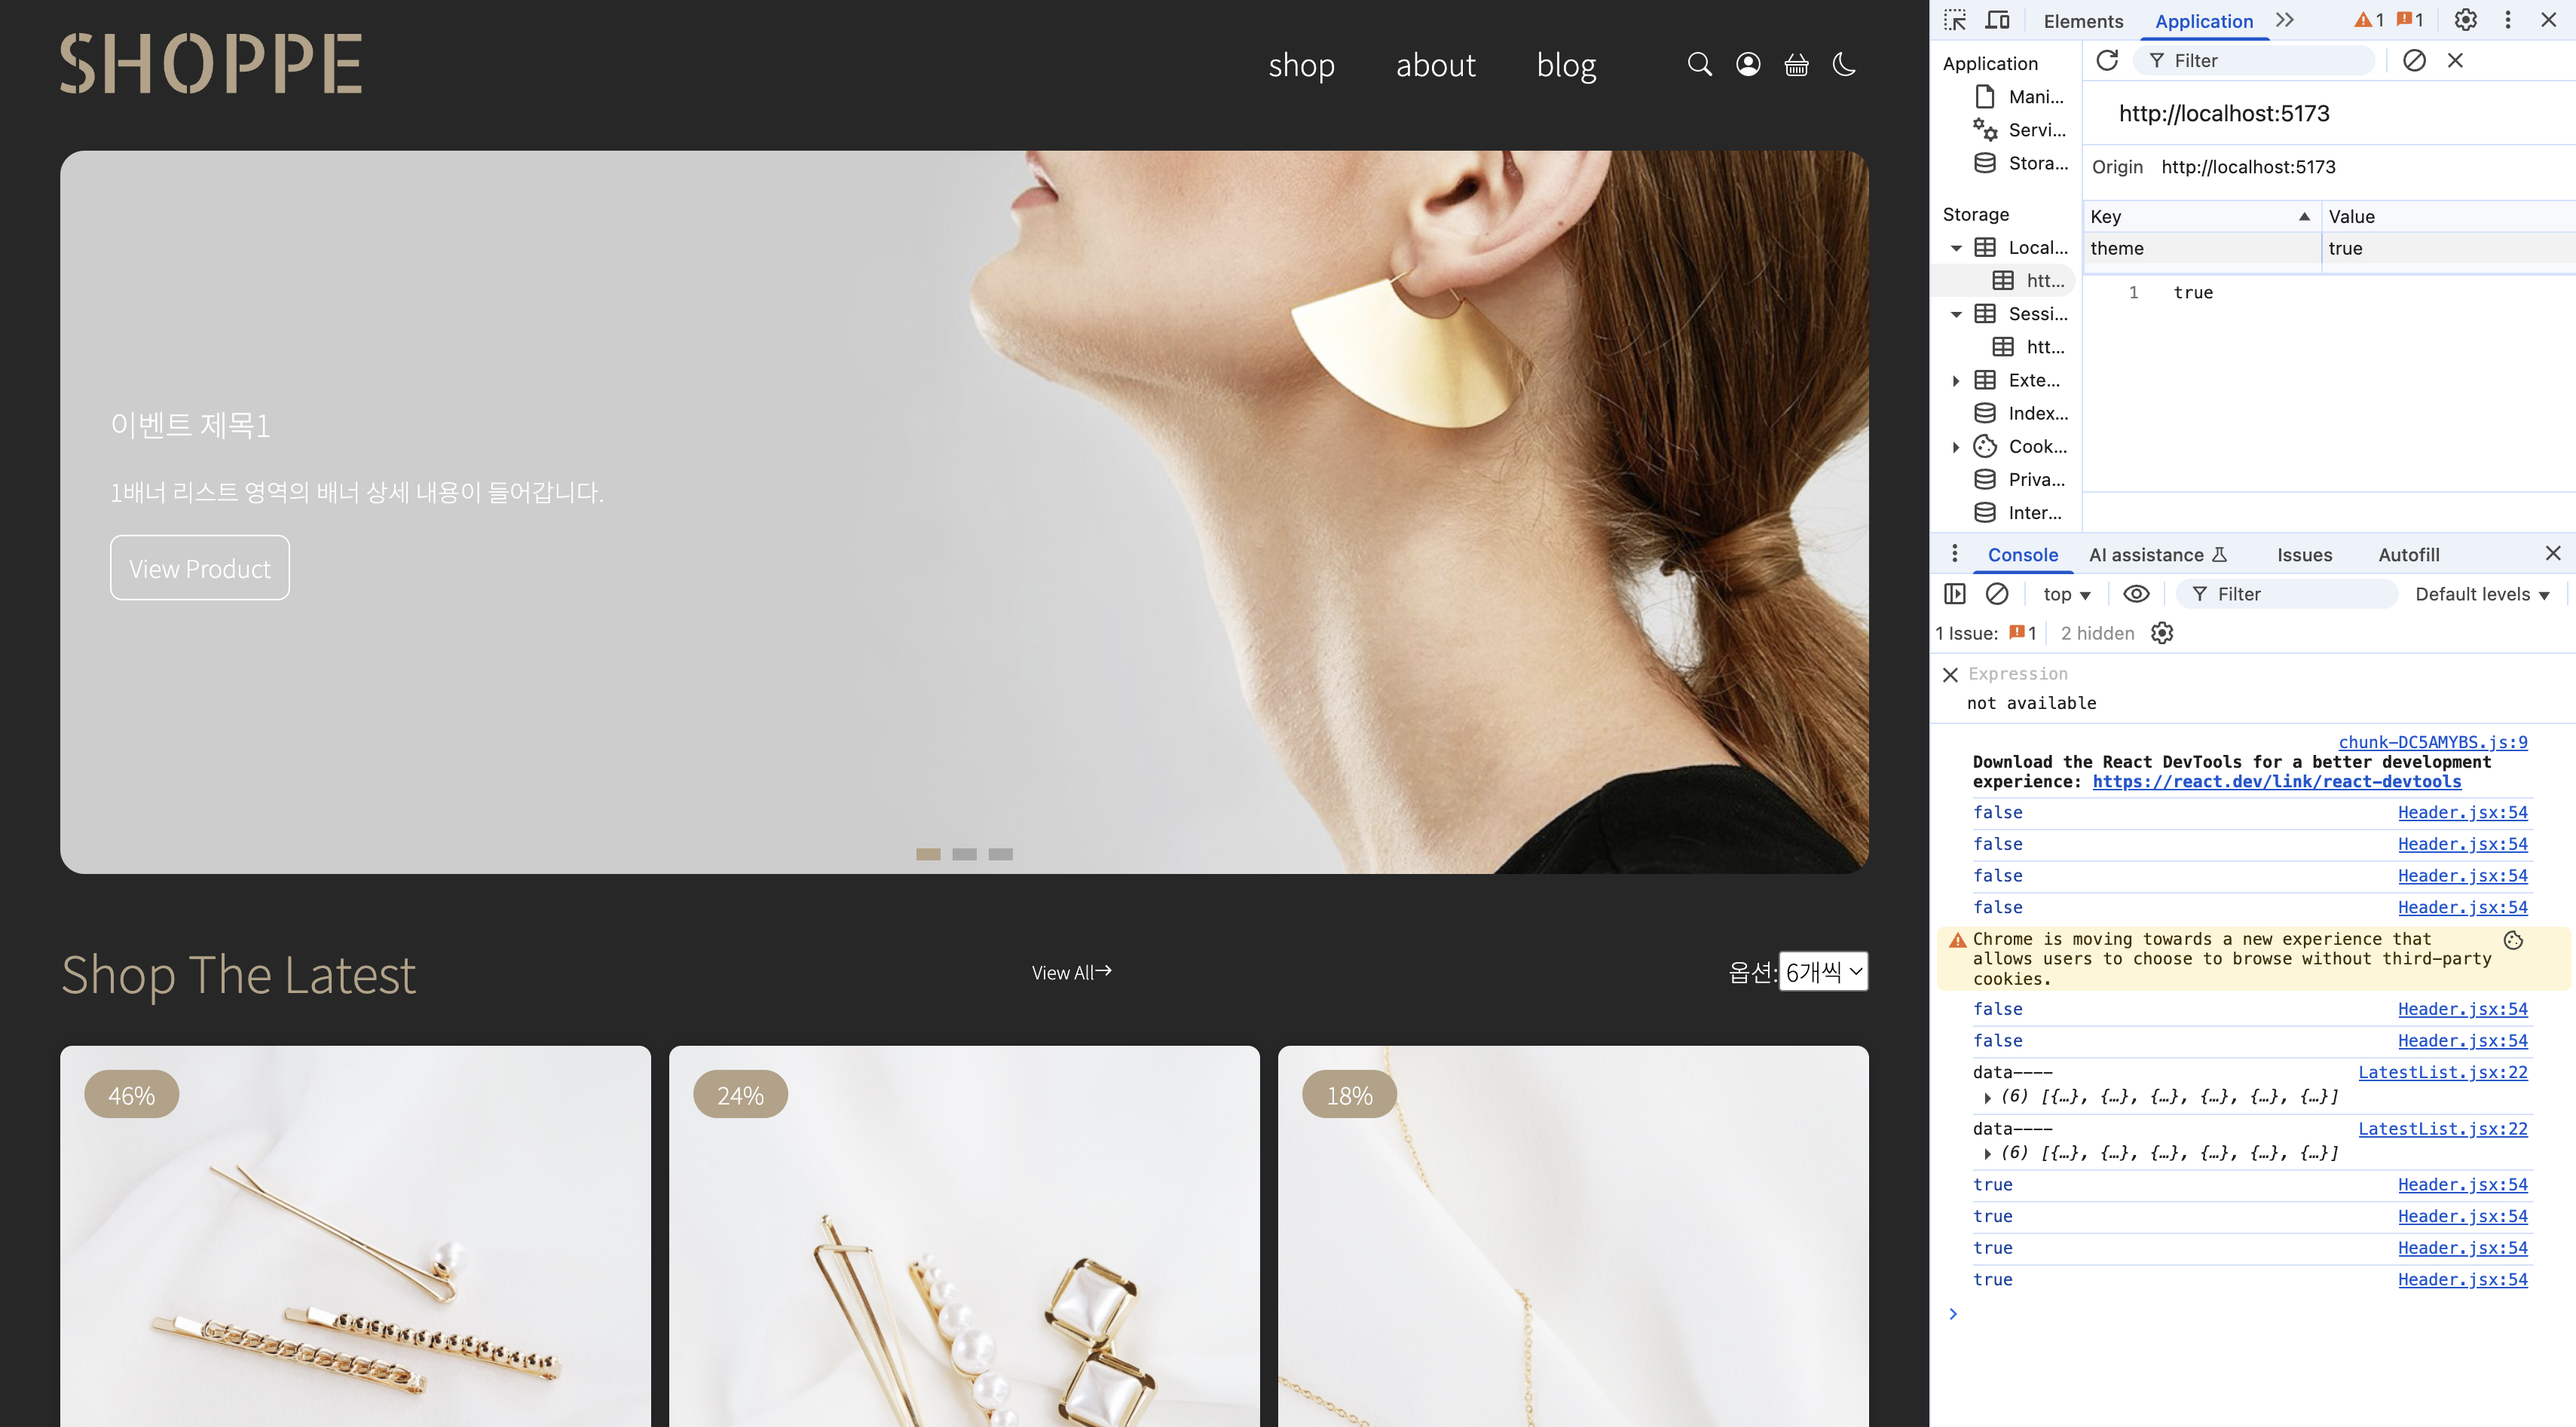 SHOPPE
shop about blog
이벤트 제목1
1배너 리스트 영역의 배너 상세 내용이 들어갑니다.
View Product
Shop The Latest
View All→
옵션: 6개씩
46%
24%
18%
Elements Application 1 1
Application
Mani...
Servi...
Stora...
Storage
Local...
htt...
Sessi...
htt...
Exte...
Index...
Cook...
Priva...
Inter...
Filter
http://localhost:5173
Origin http://localhost:5173
Key Value
theme true
1 true
Console AI assistance Issues Autofill
top Filter Default levels
1 Issue: 1 2 hidden
Expression
not available
chunk-DC5AMYBS.js:9
Download the React DevTools for a better development
experience: https://react.dev/link/react-devtools
false Header.jsx:54
false Header.jsx:54
false Header.jsx:54
false Header.jsx:54
Chrome is moving towards a new experience that
allows users to choose to browse without third-party
cookies.
false Header.jsx:54
false Header.jsx:54
data---- LatestList.jsx:22
(6) [{…}, {…}, {…}, {…}, {…}, {…}]
data---- LatestList.jsx:22
(6) [{…}, {…}, {…}, {…}, {…}, {…}]
true Header.jsx:54
true Header.jsx:54
true Header.jsx:54
true Header.jsx:54